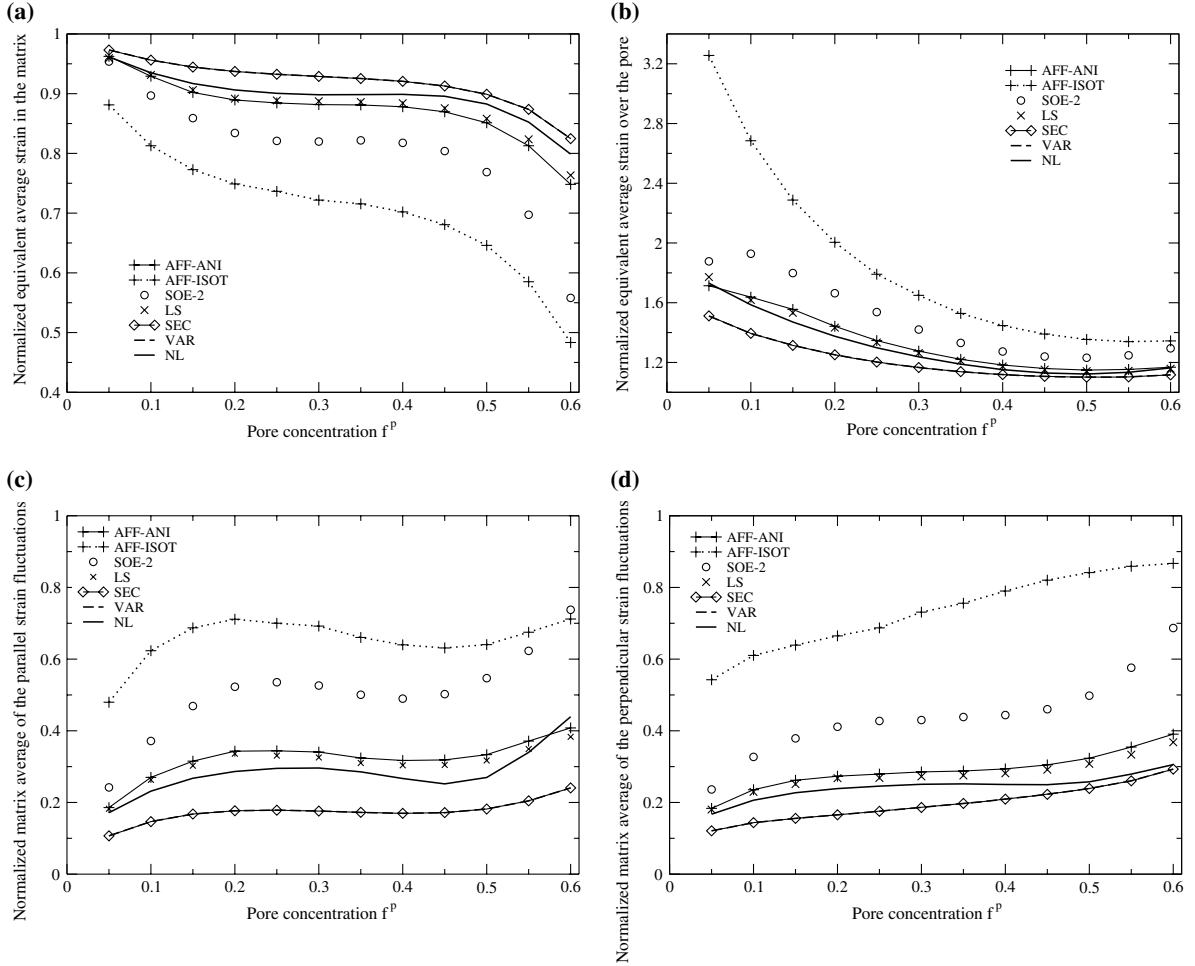 (a)
Normalized equivalent average strain in the matrix
1
0.9
0.8
0.7
0.6
0.5
0.4
AFF-ANI
AFF-ISOT
SOE-2
LS
SEC
VAR
NL
0 0.1 0.2 0.3 0.4 0.5 0.6
Pore concentration f^p
(b)
Normalized equivalent average strain over the pore
3.2
2.8
2.4
2
1.6
1.2
AFF-ANI
AFF-ISOT
SOE-2
LS
SEC
VAR
NL
0 0.1 0.2 0.3 0.4 0.5 0.6
Pore concentration f^p
(c)
Normalized matrix average of the parallel strain fluctuations
1
0.8
0.6
0.4
0.2
0
AFF-ANI
AFF-ISOT
SOE-2
LS
SEC
VAR
NL
0 0.1 0.2 0.3 0.4 0.5 0.6
Pore concentration f^p
(d)
Normalized matrix average of the perpendicular strain fluctuations
1
0.8
0.6
0.4
0.2
0
AFF-ANI
AFF-ISOT
SOE-2
LS
SEC
VAR
NL
0 0.1 0.2 0.3 0.4 0.5 0.6
Pore concentration f^p